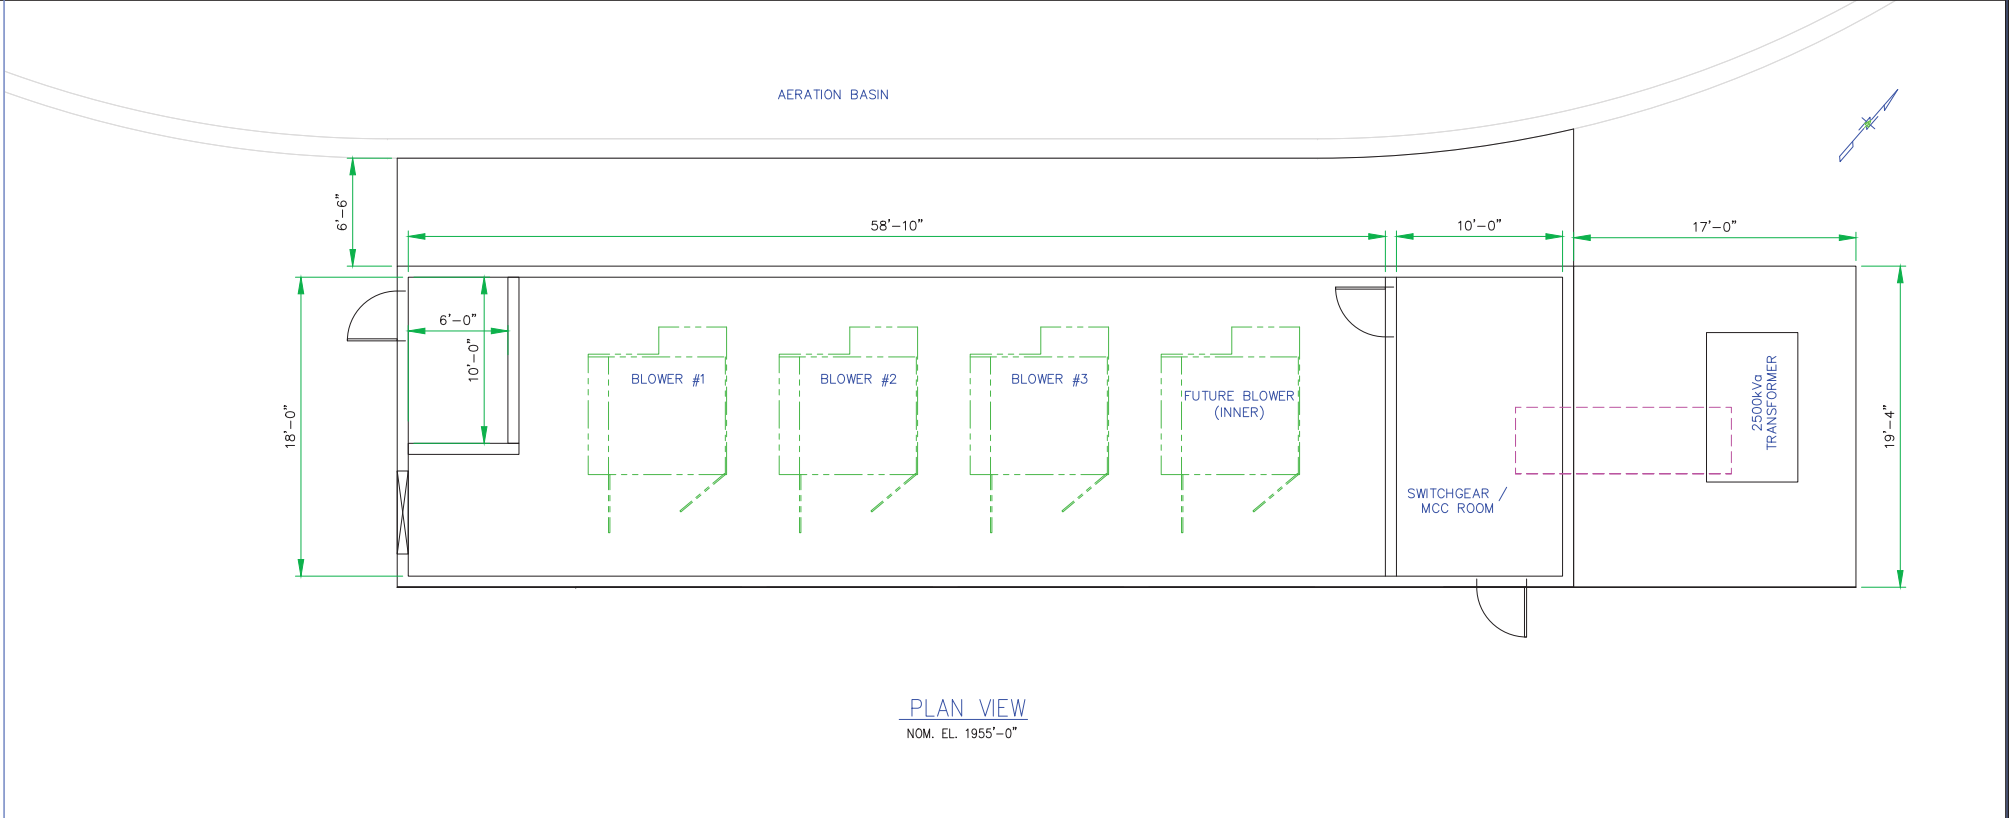 AERATION BASIN
6'-6"
58'-10"
10'-0"
17'-0"
6'-0"
10'-0"
18'-0"
BLOWER #1
BLOWER #2
BLOWER #3
FUTURE BLOWER
(INNER)
2500kVa
TRANSFORMER
19'-4"
SWITCHGEAR /
MCC ROOM
PLAN VIEW
NOM. EL. 1955'-0"